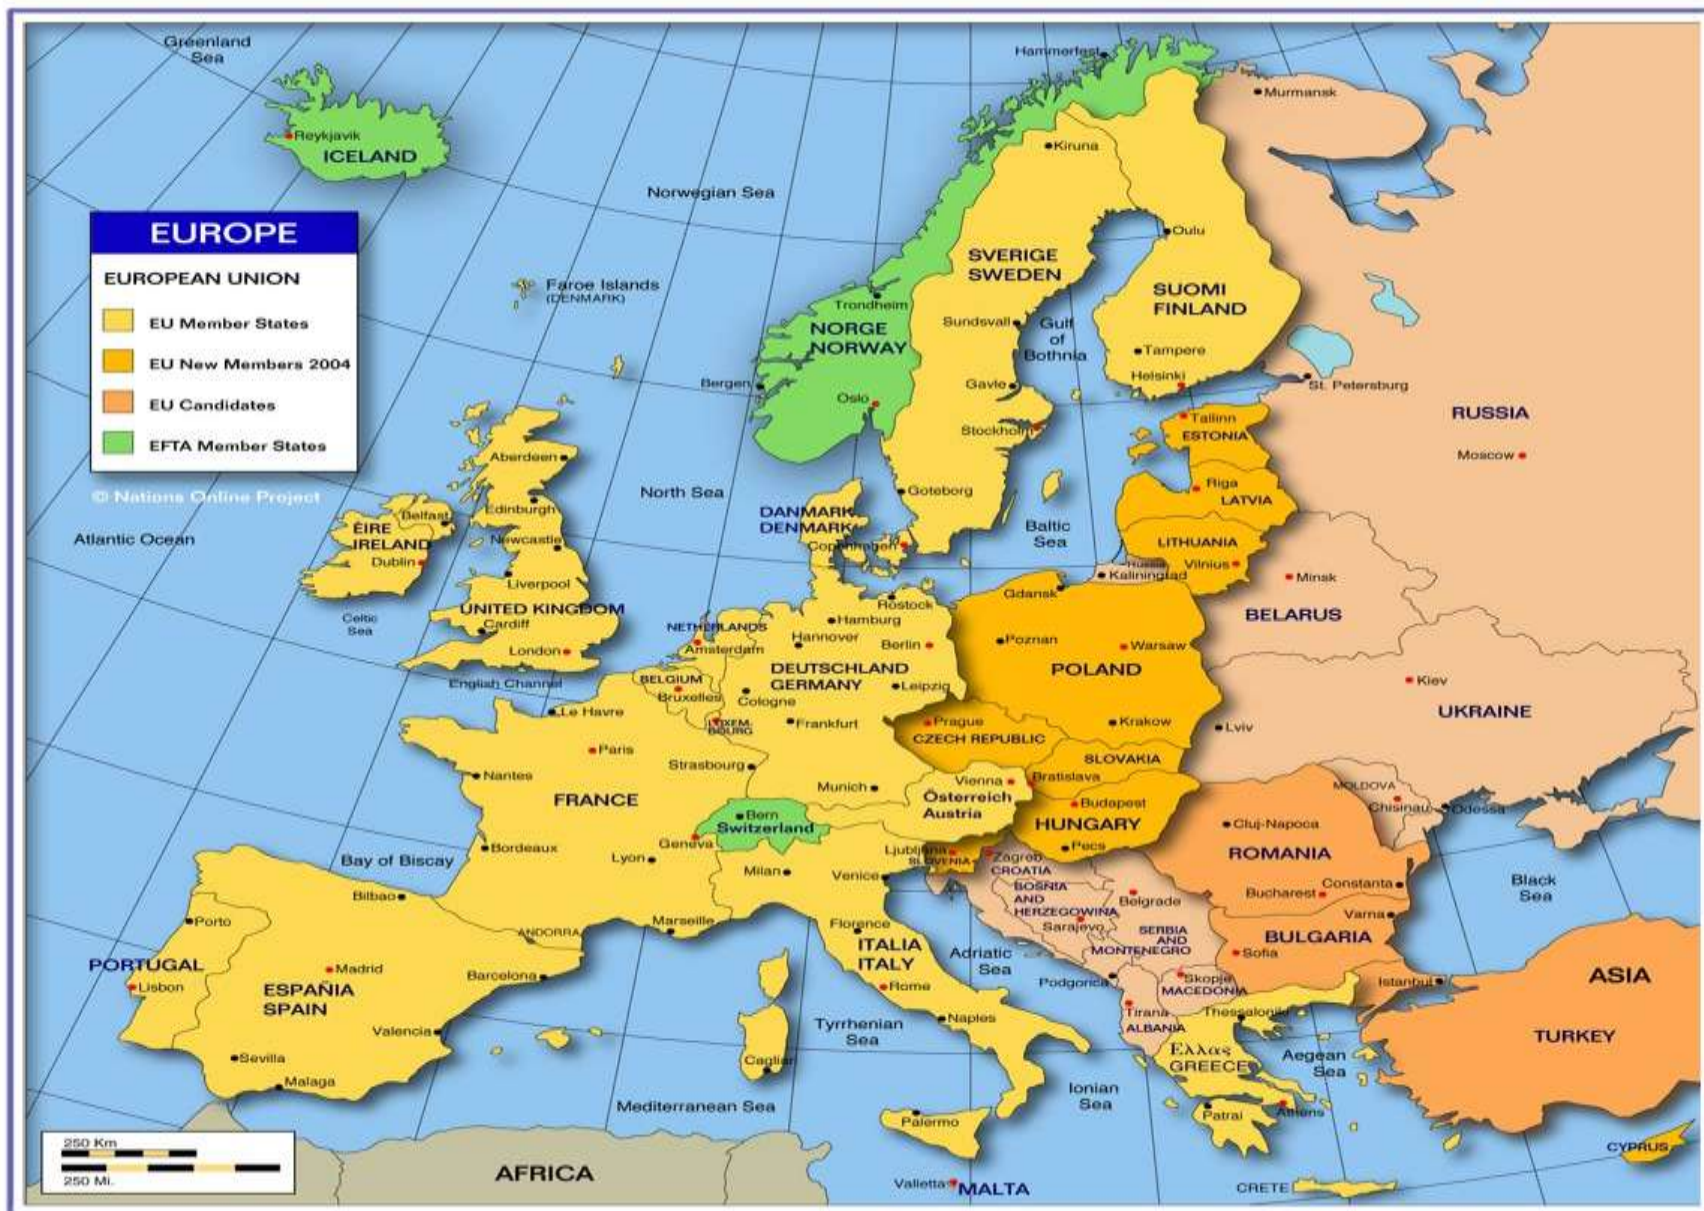 Greenland
Sea
Hammerfest
Murmansk
Reykjavik
ICELAND
Kiruna
Norwegian Sea
EUROPE
EUROPEAN UNION
EU Member States
EU New Members 2004
EU Candidates
EFTA Member States
© Nations Online Project
Faroe Islands
(DENMARK)
SVERIGE
SWEDEN
Oulu
SUOMI
FINLAND
Trondheim
NORGE
NORWAY
Sundsvall
Gulf
of
Bothnia
Tampere
Helsinki
St. Petersburg
Bergen
Gavle
Oslo
Stockholm
Tallinn
ESTONIA
RUSSIA
Moscow
Aberdeen
North Sea
Goteborg
Riga
LATVIA
Edinburgh
Belfast
ÈIRE
IRELAND
Dublin
Newcastle
Atlantic Ocean
DANMARK
DENMARK
Copenhagen
Baltic
Sea
LITHUANIA
Vilnius
Russia
Kaliningrad
Minsk
BELARUS
Liverpool
UNITED KINGDOM
Cardiff
London
Celtic
Sea
English Channel
NETHERLANDS
Amsterdam
Rostock
Hamburg
Hannover
Berlin
Gdansk
Poznan
Warsaw
POLAND
DEUTSCHLAND
GERMANY
Leipzig
BELGIUM
Bruxelles
Cologne
Kiev
UKRAINE
Le Havre
LUXEM-
BOURG
Frankfurt
Prague
CZECH REPUBLIC
Krakow
Lviv
Paris
Strasbourg
SLOVAKIA
Nantes
Munich
Vienna
Bratislava
Österreich
Austria
Budapest
HUNGARY
MOLDOVA
Chisinau
Odessa
FRANCE
Bern
Switzerland
Geneva
Cluj-Napoca
ROMANIA
Bay of Biscay
Bordeaux
Lyon
Milan
Venice
Ljubljana
SLOVENIA
Pecs
Zagreb
CROATIA
BOSNIA
AND
HERZEGOWINA
Sarajevo
Belgrade
Bucharest
Constanta
Black
Sea
Bilbao
Porto
Marseille
Florence
ITALIA
ITALY
SERBIA
AND
MONTENEGRO
Varna
BULGARIA
Sofia
ANDORRA
Adriatic
Sea
PORTUGAL
Lisbon
Madrid
Barcelona
ESPANIA
SPAIN
Rome
Podgorica
Skopje
MACEDONIA
Istanbul
ASIA
Valencia
Tyrrhenian
Sea
Naples
Tirana
ALBANIA
Thessaloniki
TURKEY
Sevilla
Malaga
Cagliari
Ελλας
GREECE
Aegean
Sea
Mediterranean Sea
Ionian
Sea
Palermo
Patrai
Athens
250 Km
250 Mi.
AFRICA
Valletta
MALTA
CRETE
CYPRUS